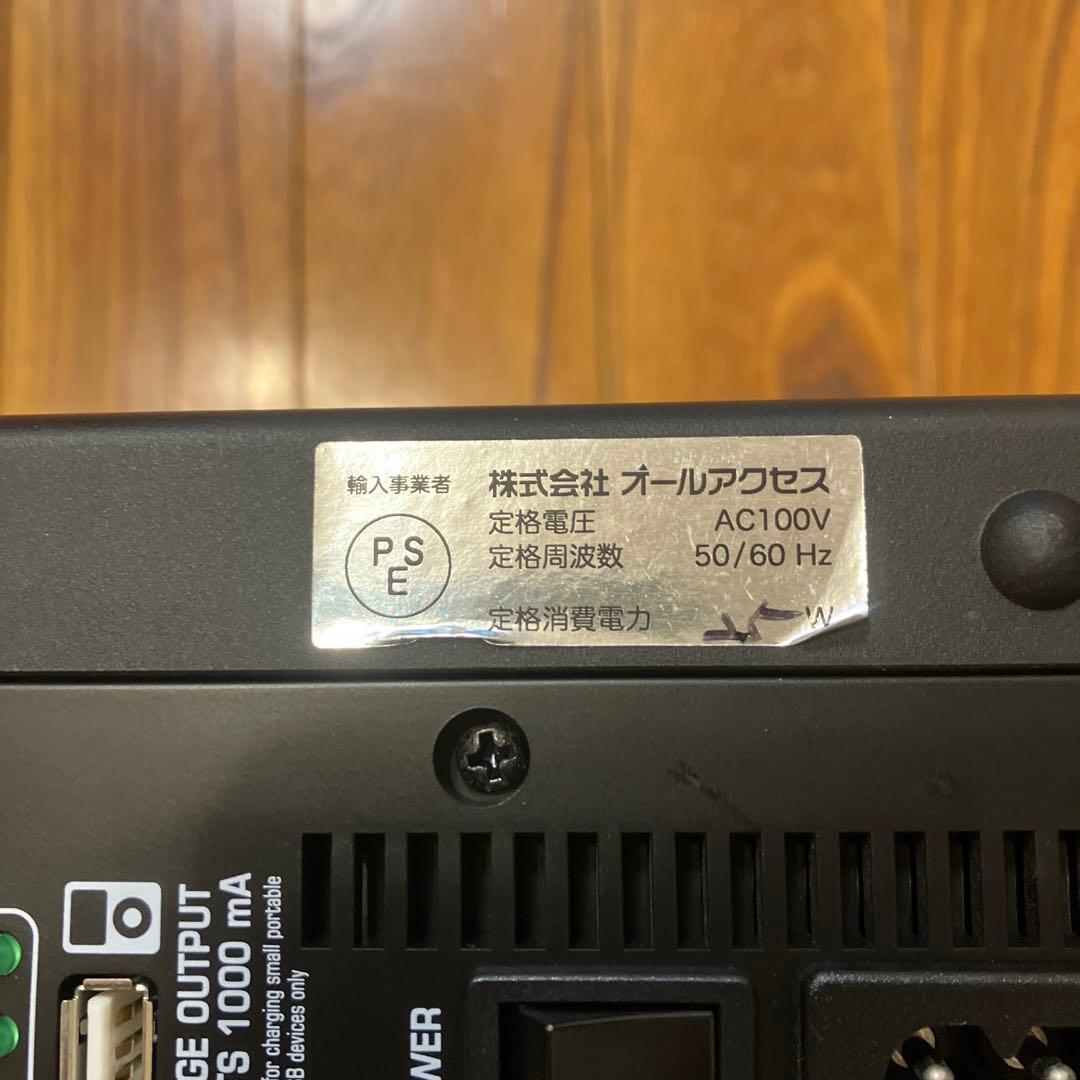 輸入事業者 株式会社 オールアクセス
PSE
定格電圧 AC100V
定格周波数 50/60 Hz
定格消費電力 W
GE OUTPUT
TS 1000 mA
for charging small portable
B devices only
WER